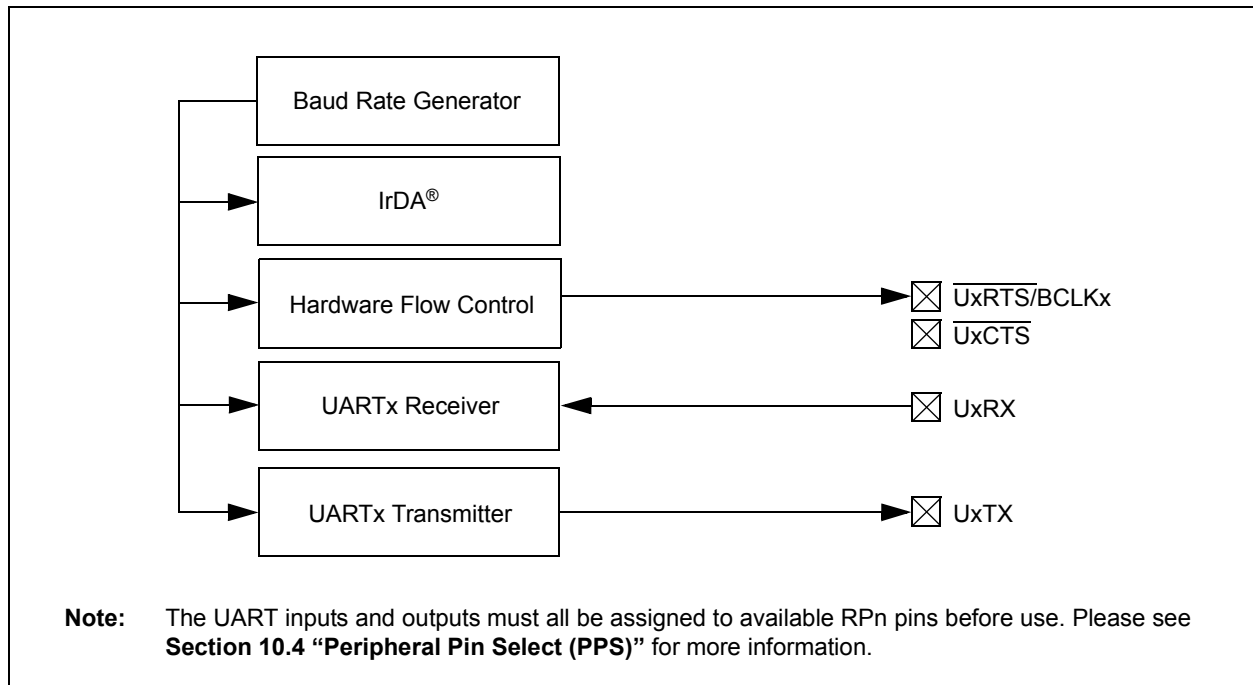 Baud Rate Generator
IrDA®
Hardware Flow Control
UxRTS/BCLKx
UxCTS
UARTx Receiver
UxRX
UARTx Transmitter
UxTX
Note: The UART inputs and outputs must all be assigned to available RPn pins before use. Please see
Section 10.4 “Peripheral Pin Select (PPS)” for more information.